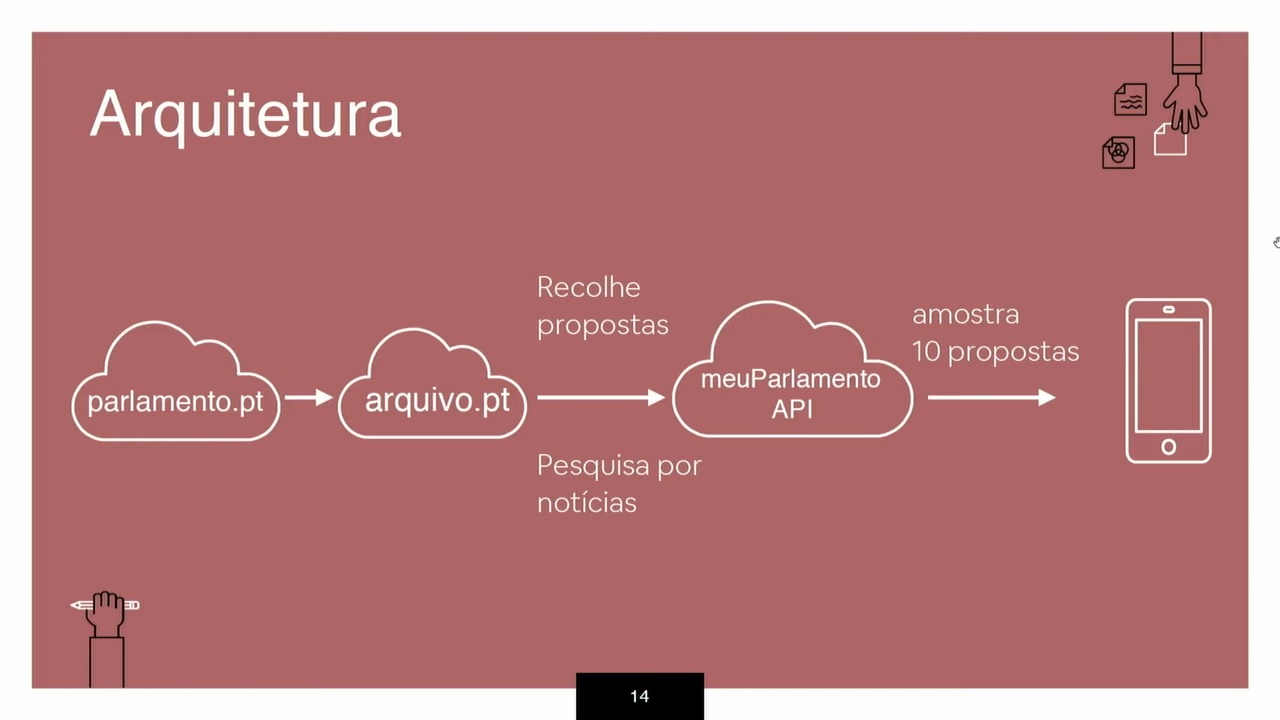 Arquitetura
parlamento.pt
arquivo.pt
Recolhe
propostas
Pesquisa por
notícias
meuParlamento
API
amostra
10 propostas
14